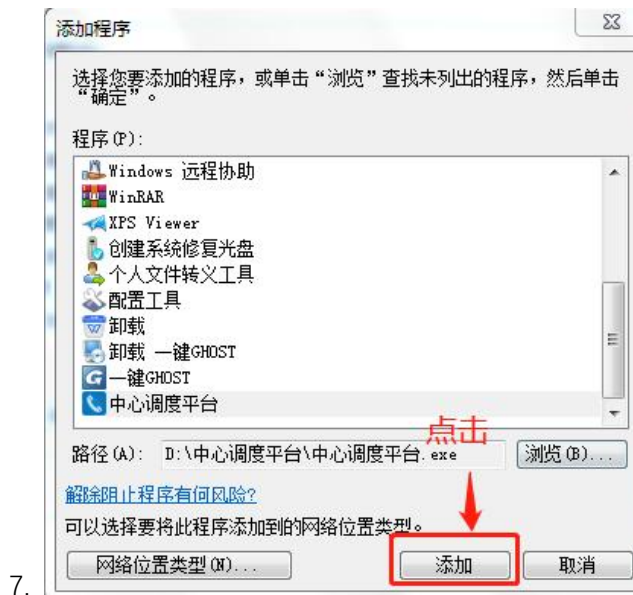 添加程序
选择您要添加的程序，或单击“浏览”查找未列出的程序，然后单击
“确定”。
程序(P):
Windows 远程协助
WinRAR
XPS Viewer
创建系统修复光盘
个人文件转义工具
配置工具
卸载
卸载 一键GHOST
一键GHOST
中心调度平台
点击
路径(A): D:\中心调度平台\中心调度平台.exe 浏览(B)...
解除阻止程序有何风险?
可以选择要将此程序添加到的网络位置类型。
网络位置类型(N)... 添加 取消
7.